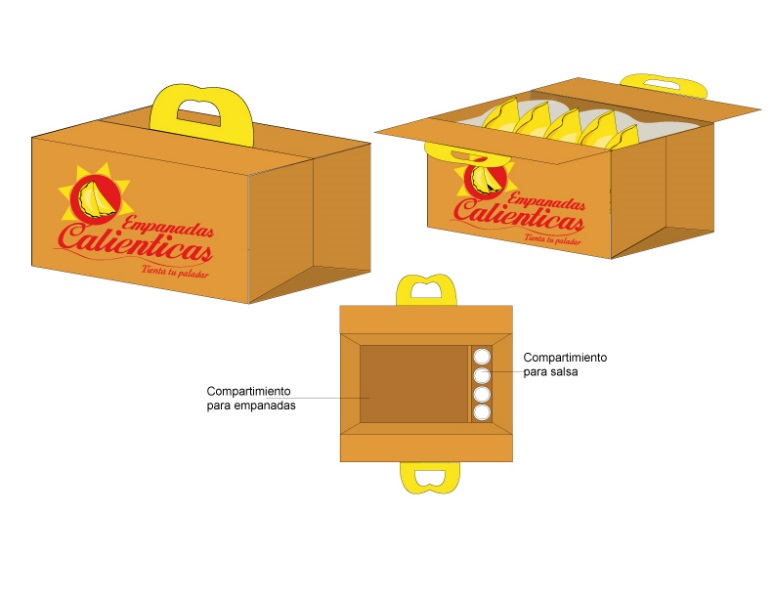 Empanadas
Calienticas
Tienta tu paladar
Empanadas
Calienticas
Tienta tu paladar
Compartimiento
para salsa
Compartimiento
para empanadas